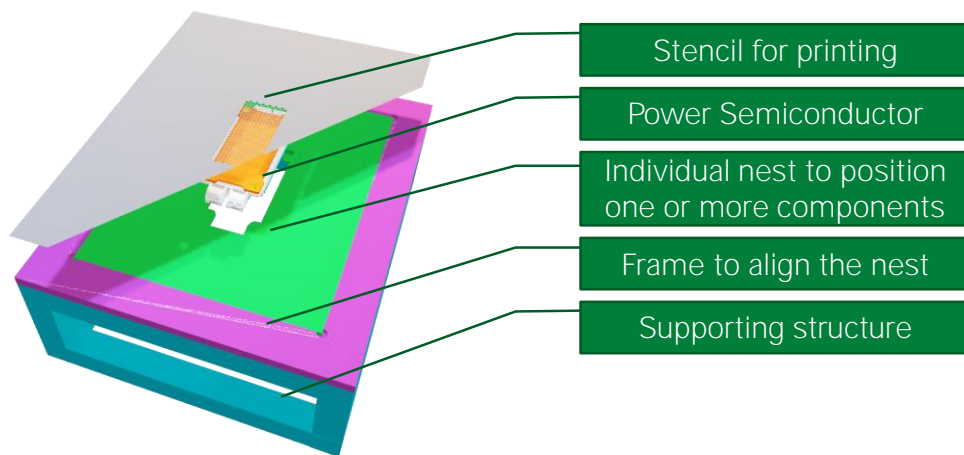 Stencil for printing
Power Semiconductor
Individual nest to position
one or more components
Frame to align the nest
Supporting structure